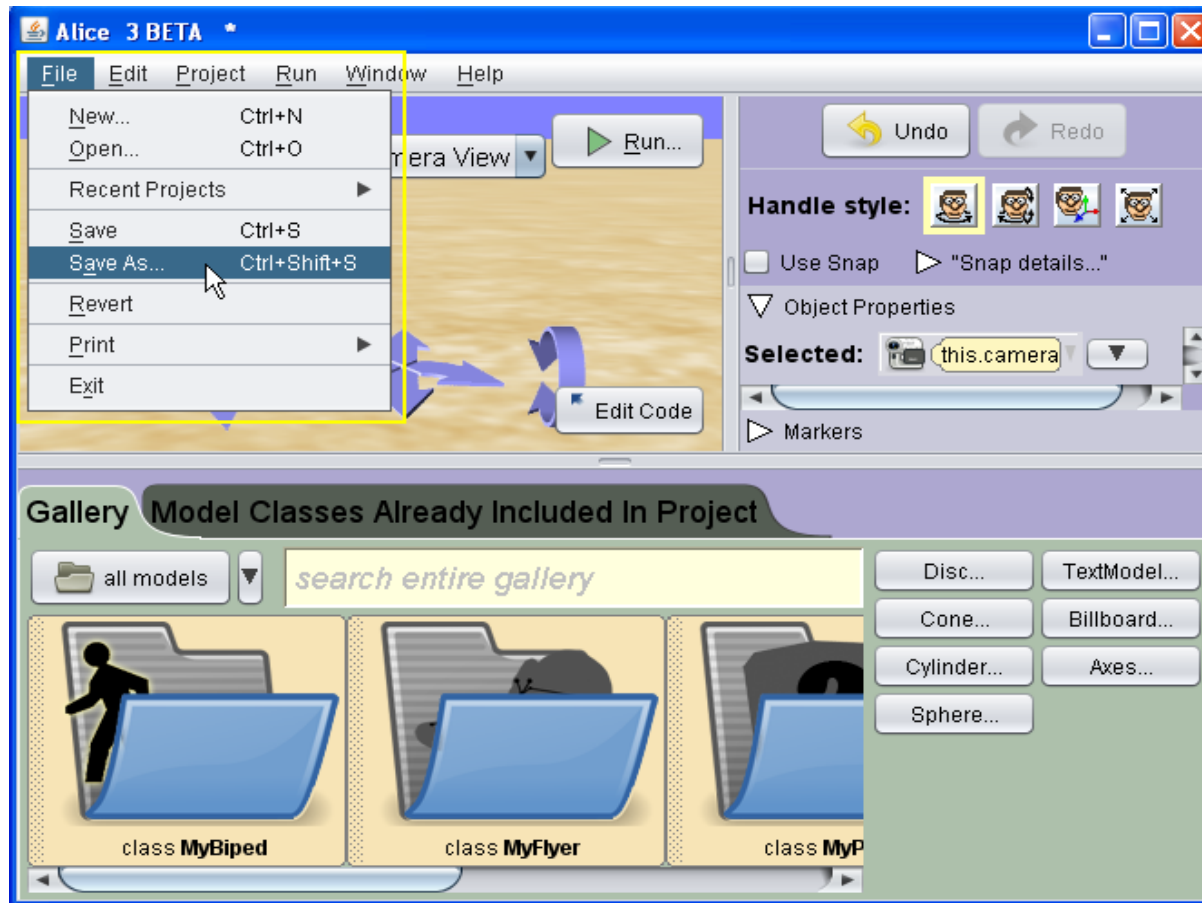 Alice 3 BETA *
File Edit Project Run Window Help
New... Ctrl+N
Open... Ctrl+O
Recent Projects
Save Ctrl+S
Save As... Ctrl+Shift+S
Revert
Print
Exit
mera View
Run...
Edit Code
Undo Redo
Handle style:
Use Snap "Snap details..."
Object Properties
Selected: this.camera
Markers
Gallery Model Classes Already Included In Project
all models search entire gallery
class MyBiped class MyFlyer class MyP
Disc... TextModel...
Cone... Billboard...
Cylinder... Axes...
Sphere...